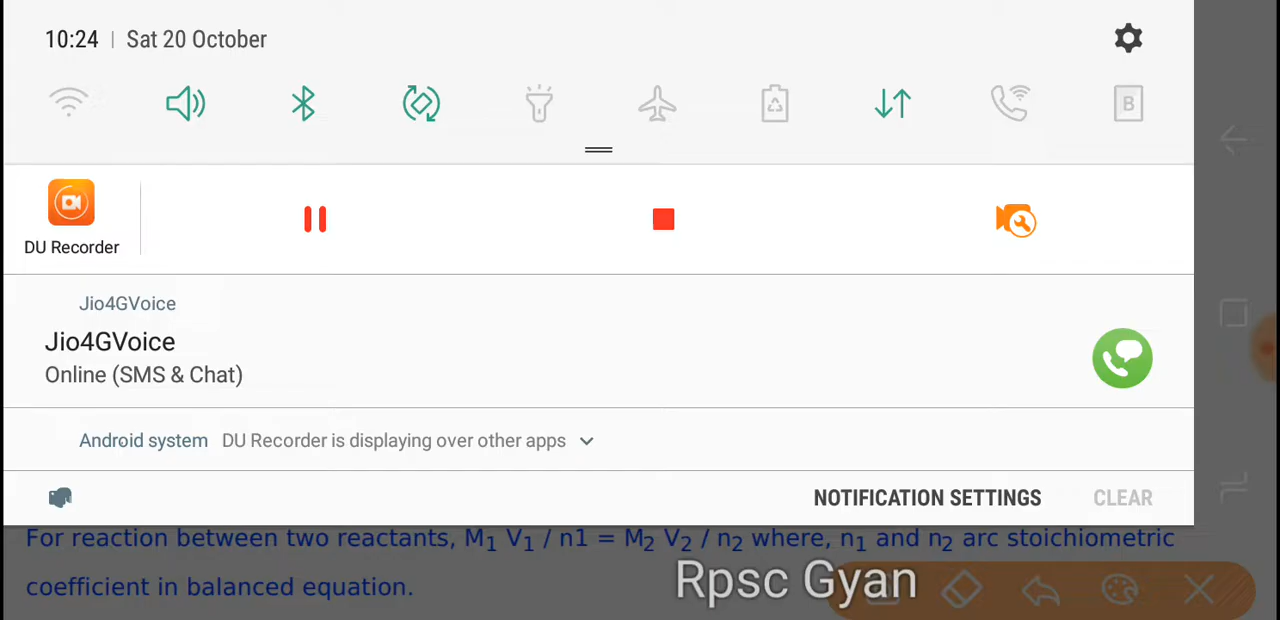 10:24 | Sat 20 October
B
DU Recorder
Jio4GVoice
Jio4GVoice
Online (SMS & Chat)
Android system DU Recorder is displaying over other apps
NOTIFICATION SETTINGS CLEAR
For reaction between two reactants, M₁ V₁ / n1 = M₂ V₂ / n₂ where, n₁ and n₂ arc stoichiometric
coefficient in balanced equation.
Rpsc Gyan